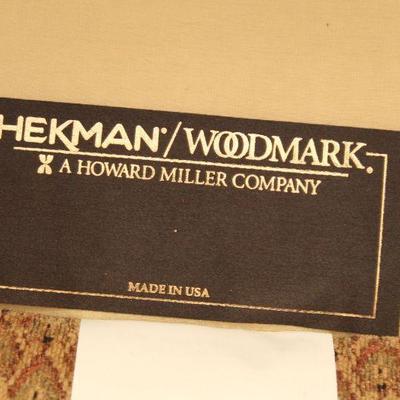 HEKMAN®/WOODMARK.
A HOWARD MILLER COMPANY
MADE IN USA